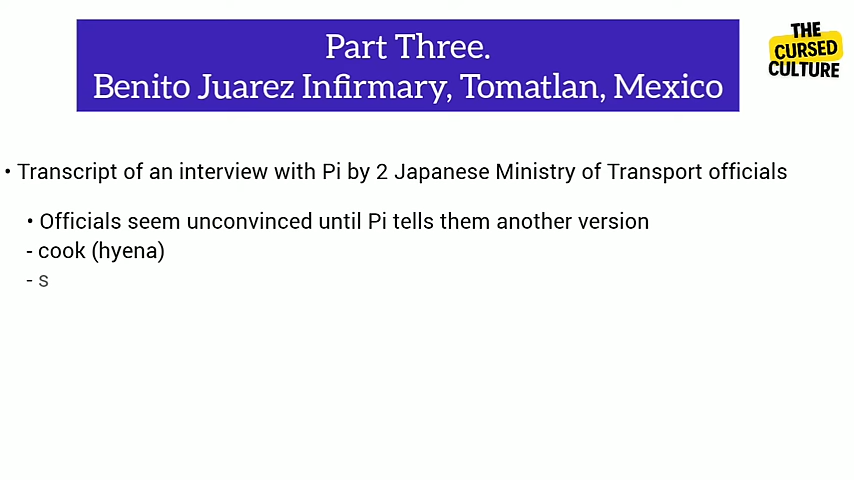 Part Three.
Benito Juarez Infirmary, Tomatlan, Mexico
THE
CURSED
CULTURE
• Transcript of an interview with Pi by 2 Japanese Ministry of Transport officials
• Officials seem unconvinced until Pi tells them another version
- cook (hyena)
- s